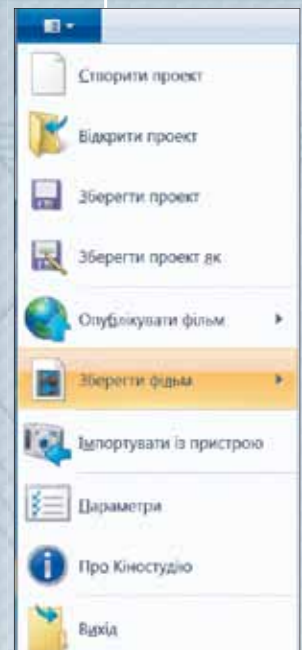 Створити проект
Відкрити проект
Зберегти проект
Зберегти проект як
Опублікувати фільм
Зберегти фільм
Імпортувати із пристрою
Параметри
Про Кіностудію
Вихід